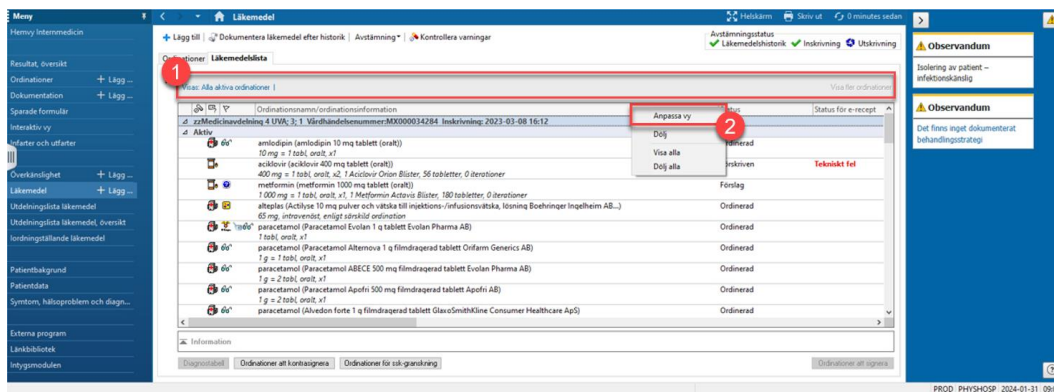 Meny
Läkemedel
Helskärm
Skriv ut
0 minutes sedan
Hemvy Internmedicin
Resultat, översikt
Ordinationer + Lägg ...
Dokumentation + Lägg ...
Sparade formulär
Interaktiv vy
Infarter och utfarter
Överkänslighet + Lägg ...
Läkemedel + Lägg ...
Utdelningslista läkemedel
Utdelningslista läkemedel, översikt
Iordningställande läkemedel
Patientbakgrund
Patientdata
Symtom, hälsoproblem och diagn...
Externa program
Länkbibliotek
Intygsmodulen
+ Lägg till | Dokumentera läkemedel efter historik | Avstämning | Kontrollera varningar
Avstämningsstatus
Läkemedelshistorik Inskrivning Utskrivning
Läkemedelslista
1
Visas: Alla aktiva ordinationer |
Visa fler ordinationer
Ordinationsnamn/ordinationsinformation
Status för e-recept
Anpassa vy
2
Dölj
Visa alla
Dölj alla
zzMedicinavdelning 4 UVA; 3; 1 Vårdhändelsenummer:MX000034284 Inskrivning: 2023-03-08 16:12
Aktiv
amlodipin (amlodipin 10 mg tablett (oralt))
10 mg = 1 tabl, oralt, x1
aciklovir (aciklovir 400 mg tablett (oralt))
Tekniskt fel
400 mg = 1 tabl, oralt, x2, 1 Aciclovir Orion Blister, 56 tabletter, 0 iterationer
metformin (metformin 1000 mg tablett (oralt))
Förslag
1 000 mg = 1 tabl, oralt, x1, 1 Metformin Actavis Blister, 180 tabletter, 0 iterationer
alteplas (Actilyse 10 mg pulver och vätska till injektions-/infusionsvätska, lösning Boehringer Ingelheim AB...)
Ordinerad
65 mg, intravenöst, enligt särskild ordination
paracetamol (Paracetamol Evolan 1 g tablett Evolan Pharma AB)
Ordinerad
1 tabl, oralt, x1
paracetamol (Paracetamol Alternova 1 g filmdragerad tablett Orifarm Generics AB)
Ordinerad
1 g = 1 tabl, oralt, x1
paracetamol (Paracetamol ABECE 500 mg filmdragerad tablett Evolan Pharma AB)
Ordinerad
1 g = 2 tabl, oralt, x1
paracetamol (Paracetamol Apofri 500 mg filmdragerad tablett Apofri AB)
Ordinerad
1 g = 2 tabl, oralt, x1
paracetamol (Alvedon forte 1 g filmdragerad tablett GlaxoSmithKline Consumer Healthcare ApS)
Ordinerad
Information
Diagnostabell
Ordinationer att kontrasignera
Ordinationer för ssk-granskning
Ordinationer att signera
Observandum
Isolering av patient –
infektionskänslig
Observandum
Det finns inget dokumenterat
behandlingsstrategi
PROD PHYSHOSP 2024-01-31